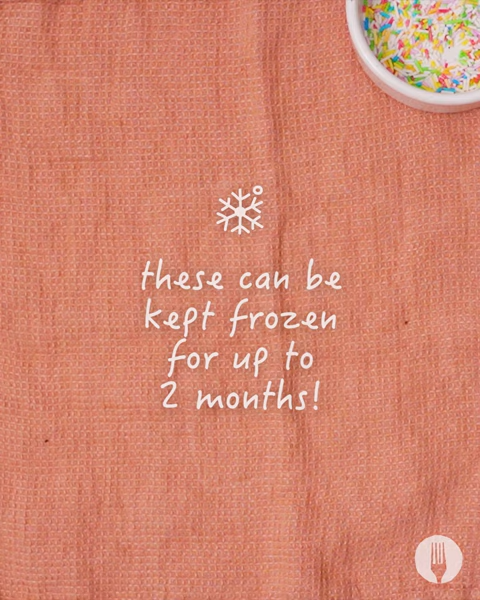 these can be
kept frozen
for up to
2 months!